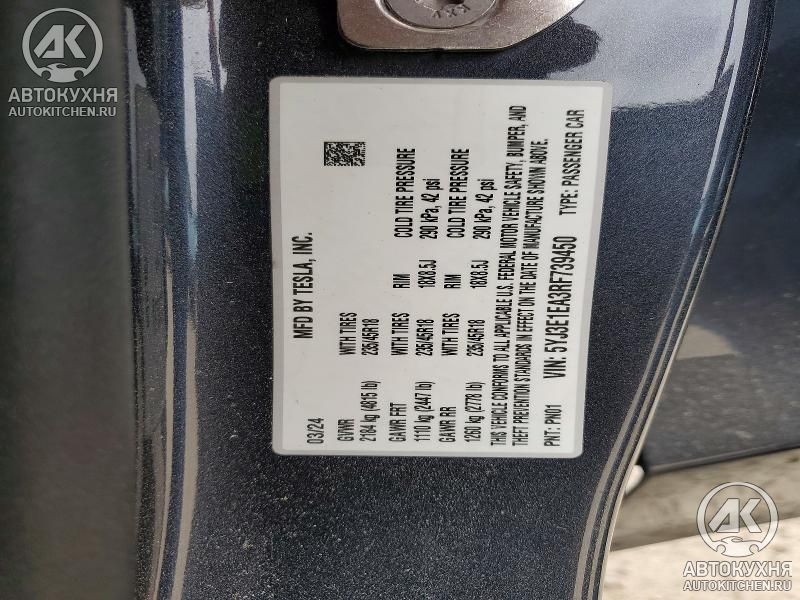 AK
АВТОКУХНЯ
AUTOKITCHEN.RU
MFD BY TESLA, INC.
03/24
GVWR WITH TIRES RIM COLD TIRE PRESSURE
2184 kg (4815 lb) 235/45R18 18X8.5J 290 kPa, 42 psi
GAWR FRT WITH TIRES
1110 kg (2447 lb) 235/45R18
GAWR RR WITH TIRES RIM COLD TIRE PRESSURE
1260 kg (2778 lb) 235/45R18 18X8.5J 290 kPa, 42 psi
THIS VEHICLE CONFORMS TO ALL APPLICABLE U.S. FEDERAL MOTOR VEHICLE SAFETY, BUMPER, AND
THEFT PREVENTION STANDARDS IN EFFECT ON THE DATE OF MANUFACTURE SHOWN ABOVE.
PNT: PN01 VIN: 5YJ3E1EA3RF739450 TYPE: PASSENGER CAR
AK
АВТОКУХНЯ
AUTOKITCHEN.RU